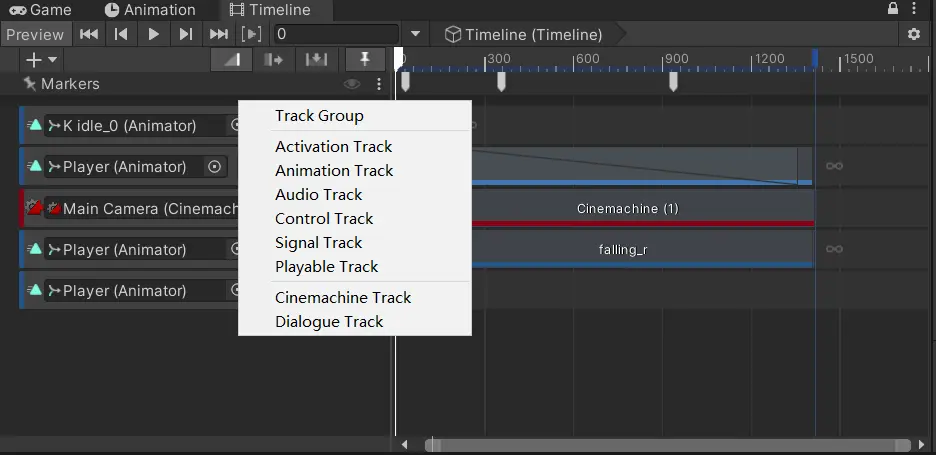 Game Animation Timeline
Preview 0 Timeline (Timeline)
300 600 900 1200 1500
Markers
K idle_0 (Animator)
Player (Animator)
Main Camera (Cinemach
Cinemachine (1)
Player (Animator)
falling_r
Player (Animator)
Track Group
Activation Track
Animation Track
Audio Track
Control Track
Signal Track
Playable Track
Cinemachine Track
Dialogue Track